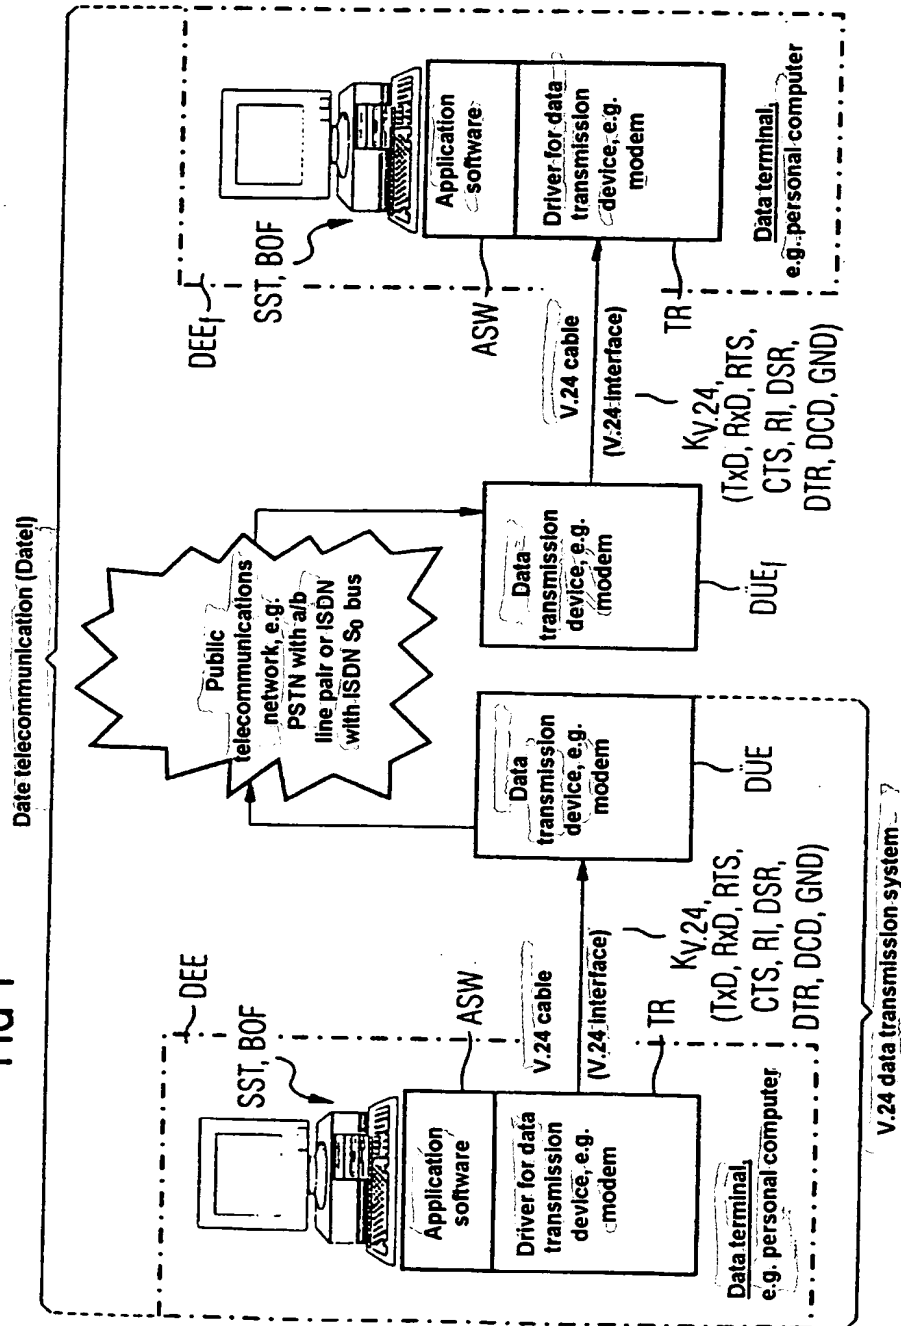 Date telecommunication (Datel)
DEE
SST, BOF
Application
software
ASW
Driver for data
transmission
device, e.g.
modem
TR
Data terminal,
e.g. personal computer
V.24 cable
(V.24 interface)
KV.24,
(TxD, RxD, RTS,
CTS, RI, DSR,
DTR, DCD, GND)
Data
transmission
device, e.g.
modem
DÜE
Public
telecommunications
network, e.g.
PSTN with a/b
line pair or ISDN
with ISDN S0 bus
Data
transmission
device, e.g.
modem
DÜE1
V.24 cable
(V.24 interface)
KV.24,
(TxD, RxD, RTS,
CTS, RI, DSR,
DTR, DCD, GND)
DEE1
SST, BOF
Application
software
ASW
Driver for data
transmission
device, e.g.
modem
TR
Data terminal,
e.g. personal computer
V.24 data transmission system ?